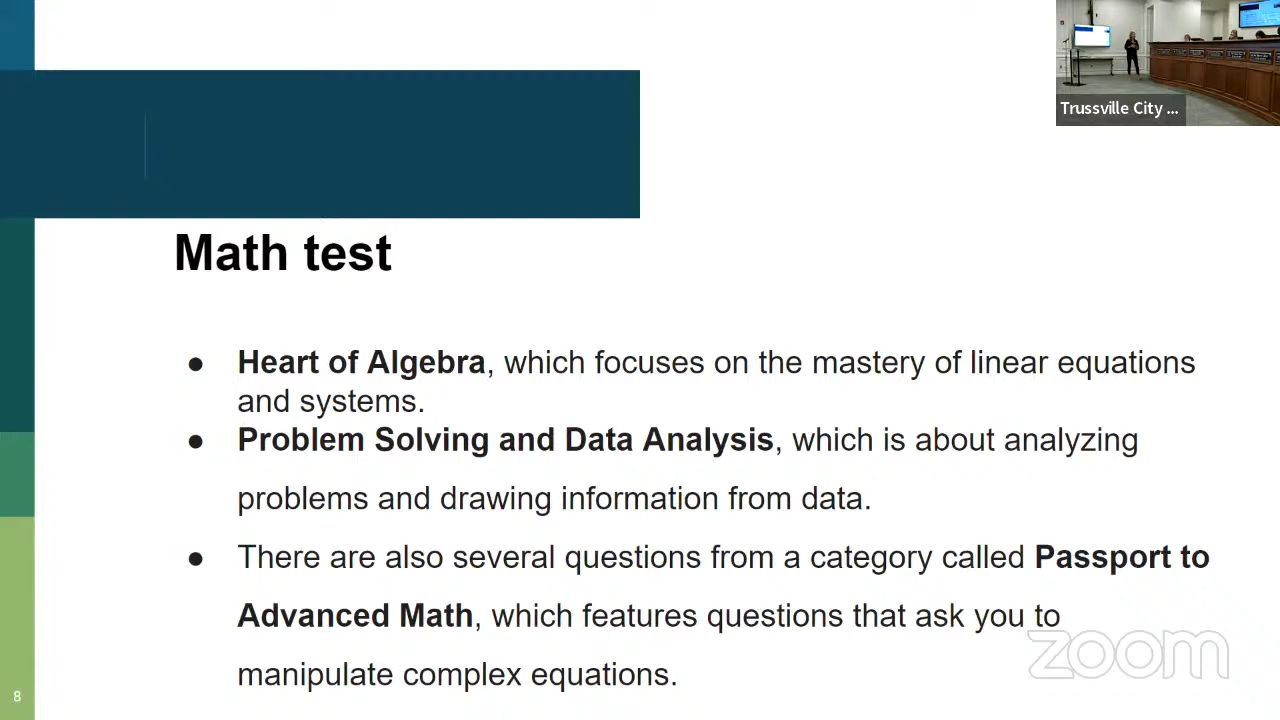 Trussville City ...
Math test
● Heart of Algebra, which focuses on the mastery of linear equations
and systems.
● Problem Solving and Data Analysis, which is about analyzing
problems and drawing information from data.
● There are also several questions from a category called Passport to
Advanced Math, which features questions that ask you to
manipulate complex equations.
zoom
8